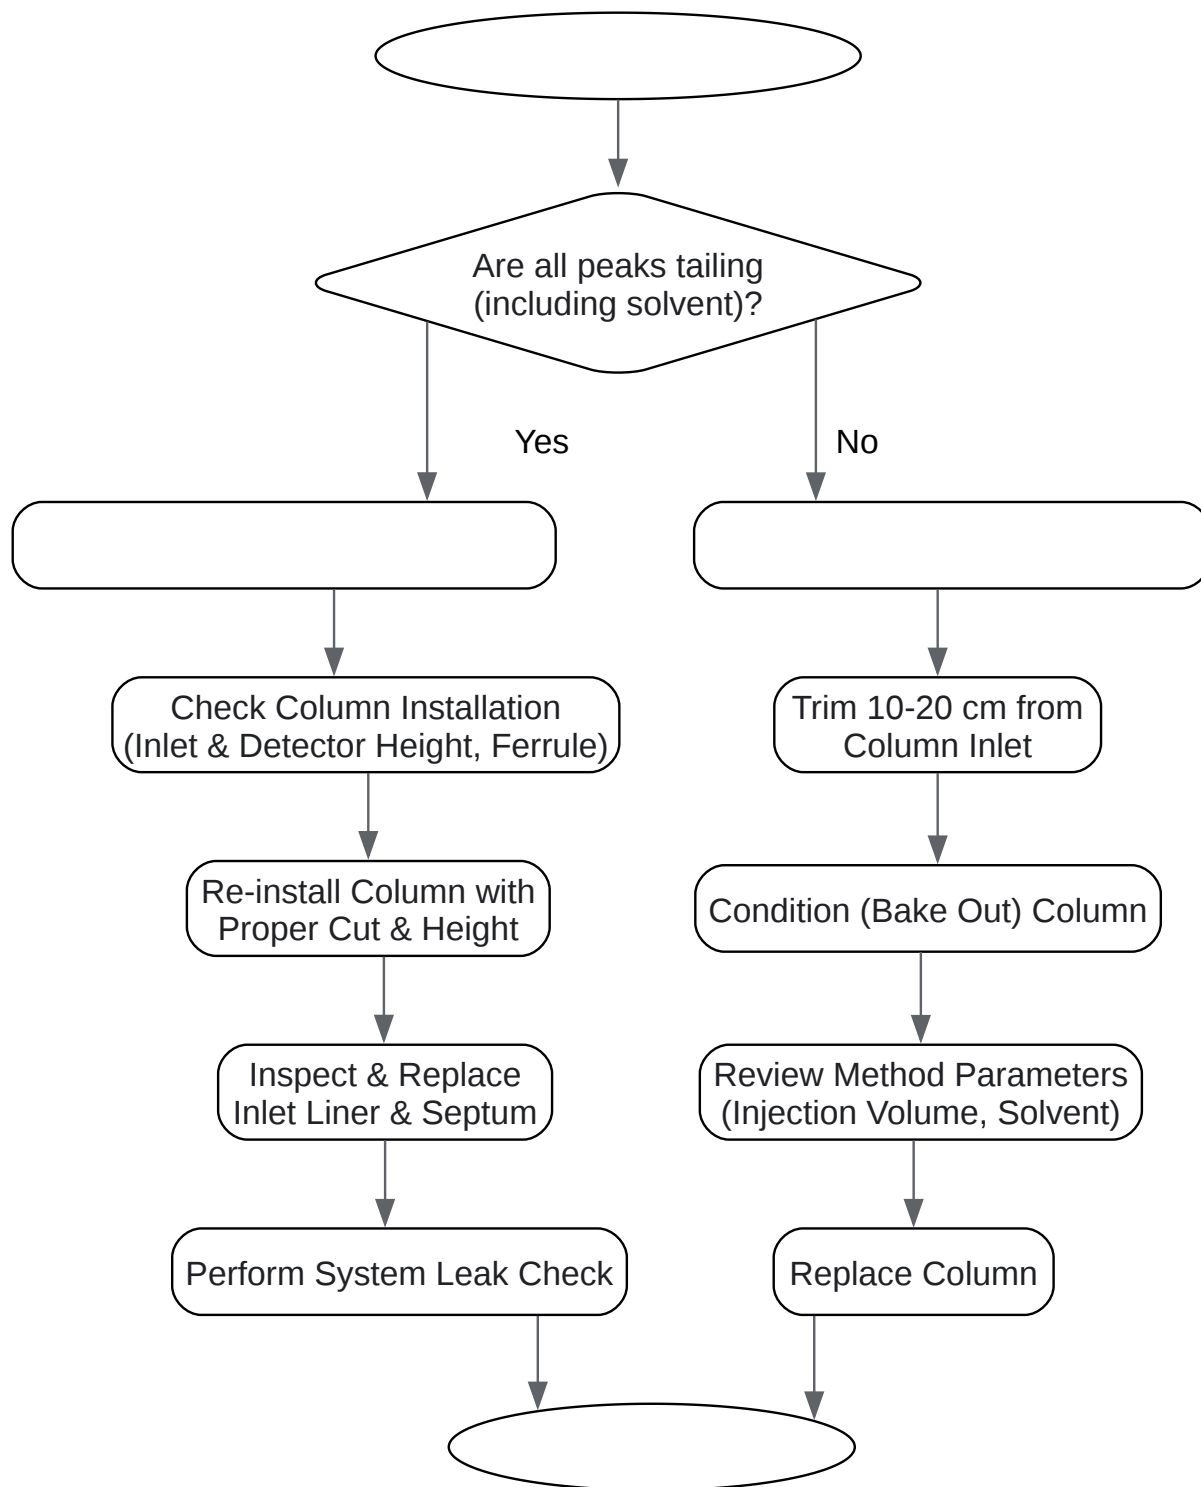 Are all peaks tailing
(including solvent)?
Yes
No
Check Column Installation
(Inlet & Detector Height, Ferrule)
Trim 10-20 cm from
Column Inlet
Re-install Column with
Proper Cut & Height
Condition (Bake Out) Column
Inspect & Replace
Inlet Liner & Septum
Review Method Parameters
(Injection Volume, Solvent)
Perform System Leak Check
Replace Column